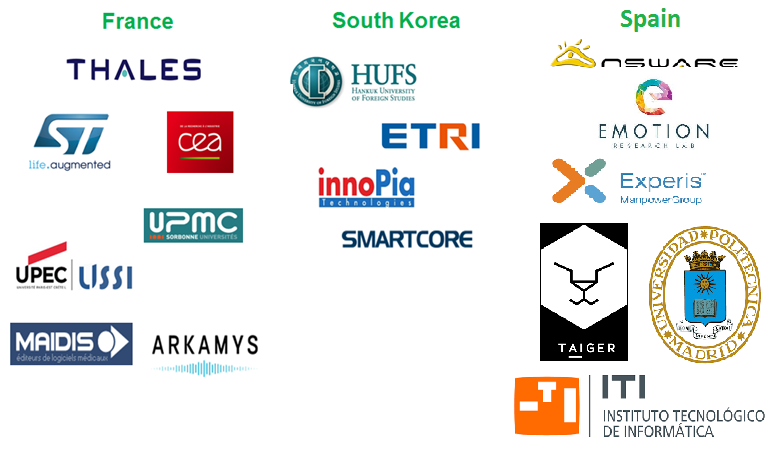 France
South Korea
Spain
THALES
ST
life.augmented
cea
UPMC
SORBONNE UNIVERSITÉS
UPEC
LISSI
MAIDIS
éditeurs de logiciels médicaux
ARKAMYS
HUFS
HANKUK UNIVERSITY
OF FOREIGN STUDIES
ETRI
innoPia
Technologies
SMARTCORE
NSWARE
EMOTION
RESEARCH LAB
Experis™
ManpowerGroup
TAIGER
UNIVERSIDAD POLITECNICA
MADRID
ITI
INSTITUTO TECNOLÓGICO
DE INFORMÁTICA